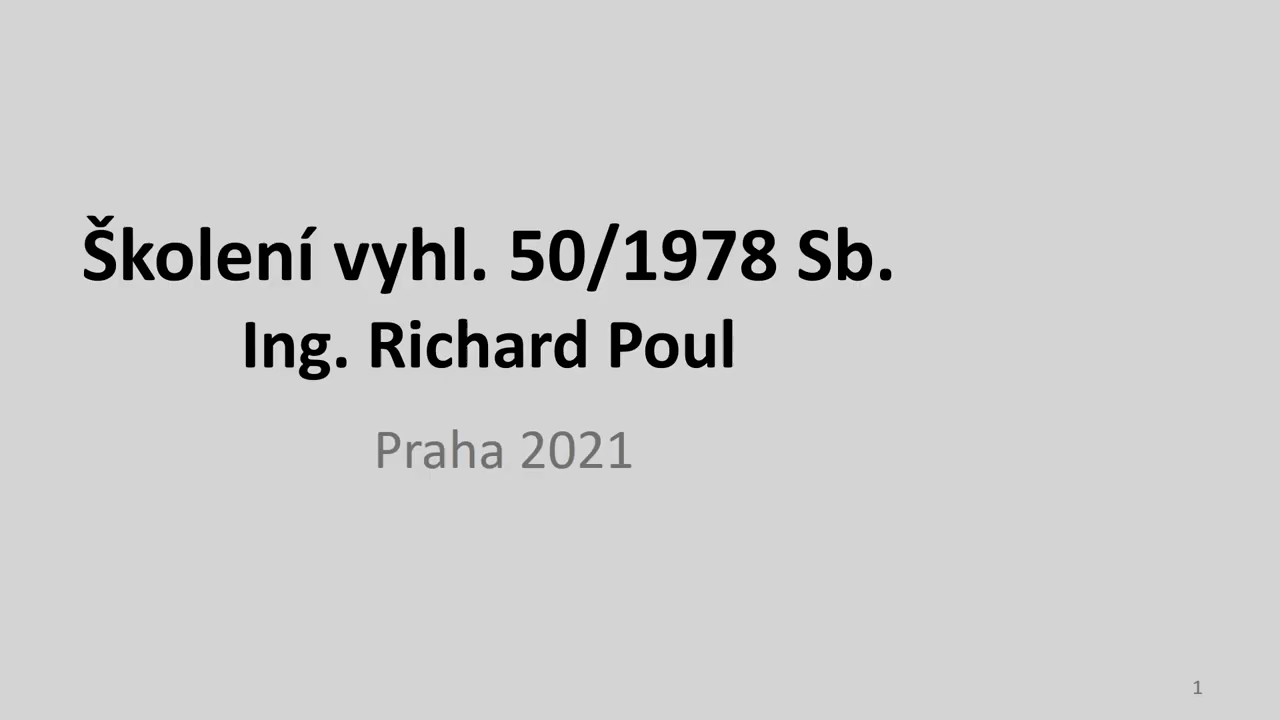 Školení vyhl. 50/1978 Sb.
Ing. Richard Poul
Praha 2021
1